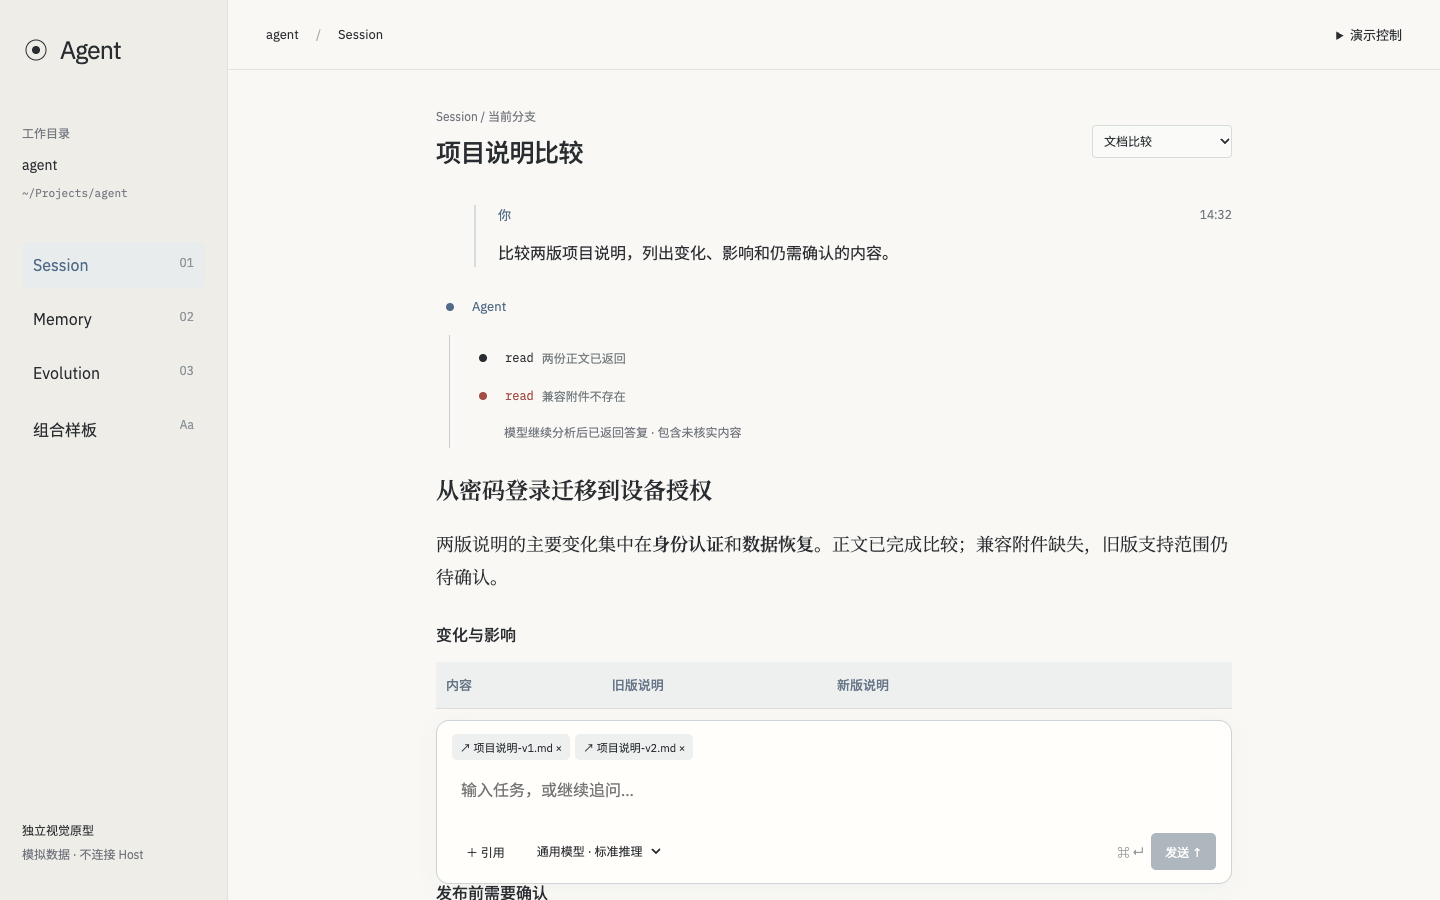 Agent
工作目录
agent
~/Projects/agent
Session 01
Memory 02
Evolution 03
组合样板 Aa
独立视觉原型
模拟数据 · 不连接 Host
agent / Session
▶ 演示控制
Session / 当前分支
项目说明比较
文档比较
你 14:32
比较两版项目说明，列出变化、影响和仍需确认的内容。
Agent
read 两份正文已返回
read 兼容附件不存在
模型继续分析后已返回答复 · 包含未核实内容
从密码登录迁移到设备授权
两版说明的主要变化集中在身份认证和数据恢复。正文已完成比较；兼容附件缺失，旧版支持范围仍
待确认。
变化与影响
内容 旧版说明 新版说明
↗ 项目说明-v1.md × ↗ 项目说明-v2.md ×
输入任务，或继续追问…
＋ 引用 通用模型 · 标准推理 ⌘ ↵ 发送 ↑
发布前需要确认